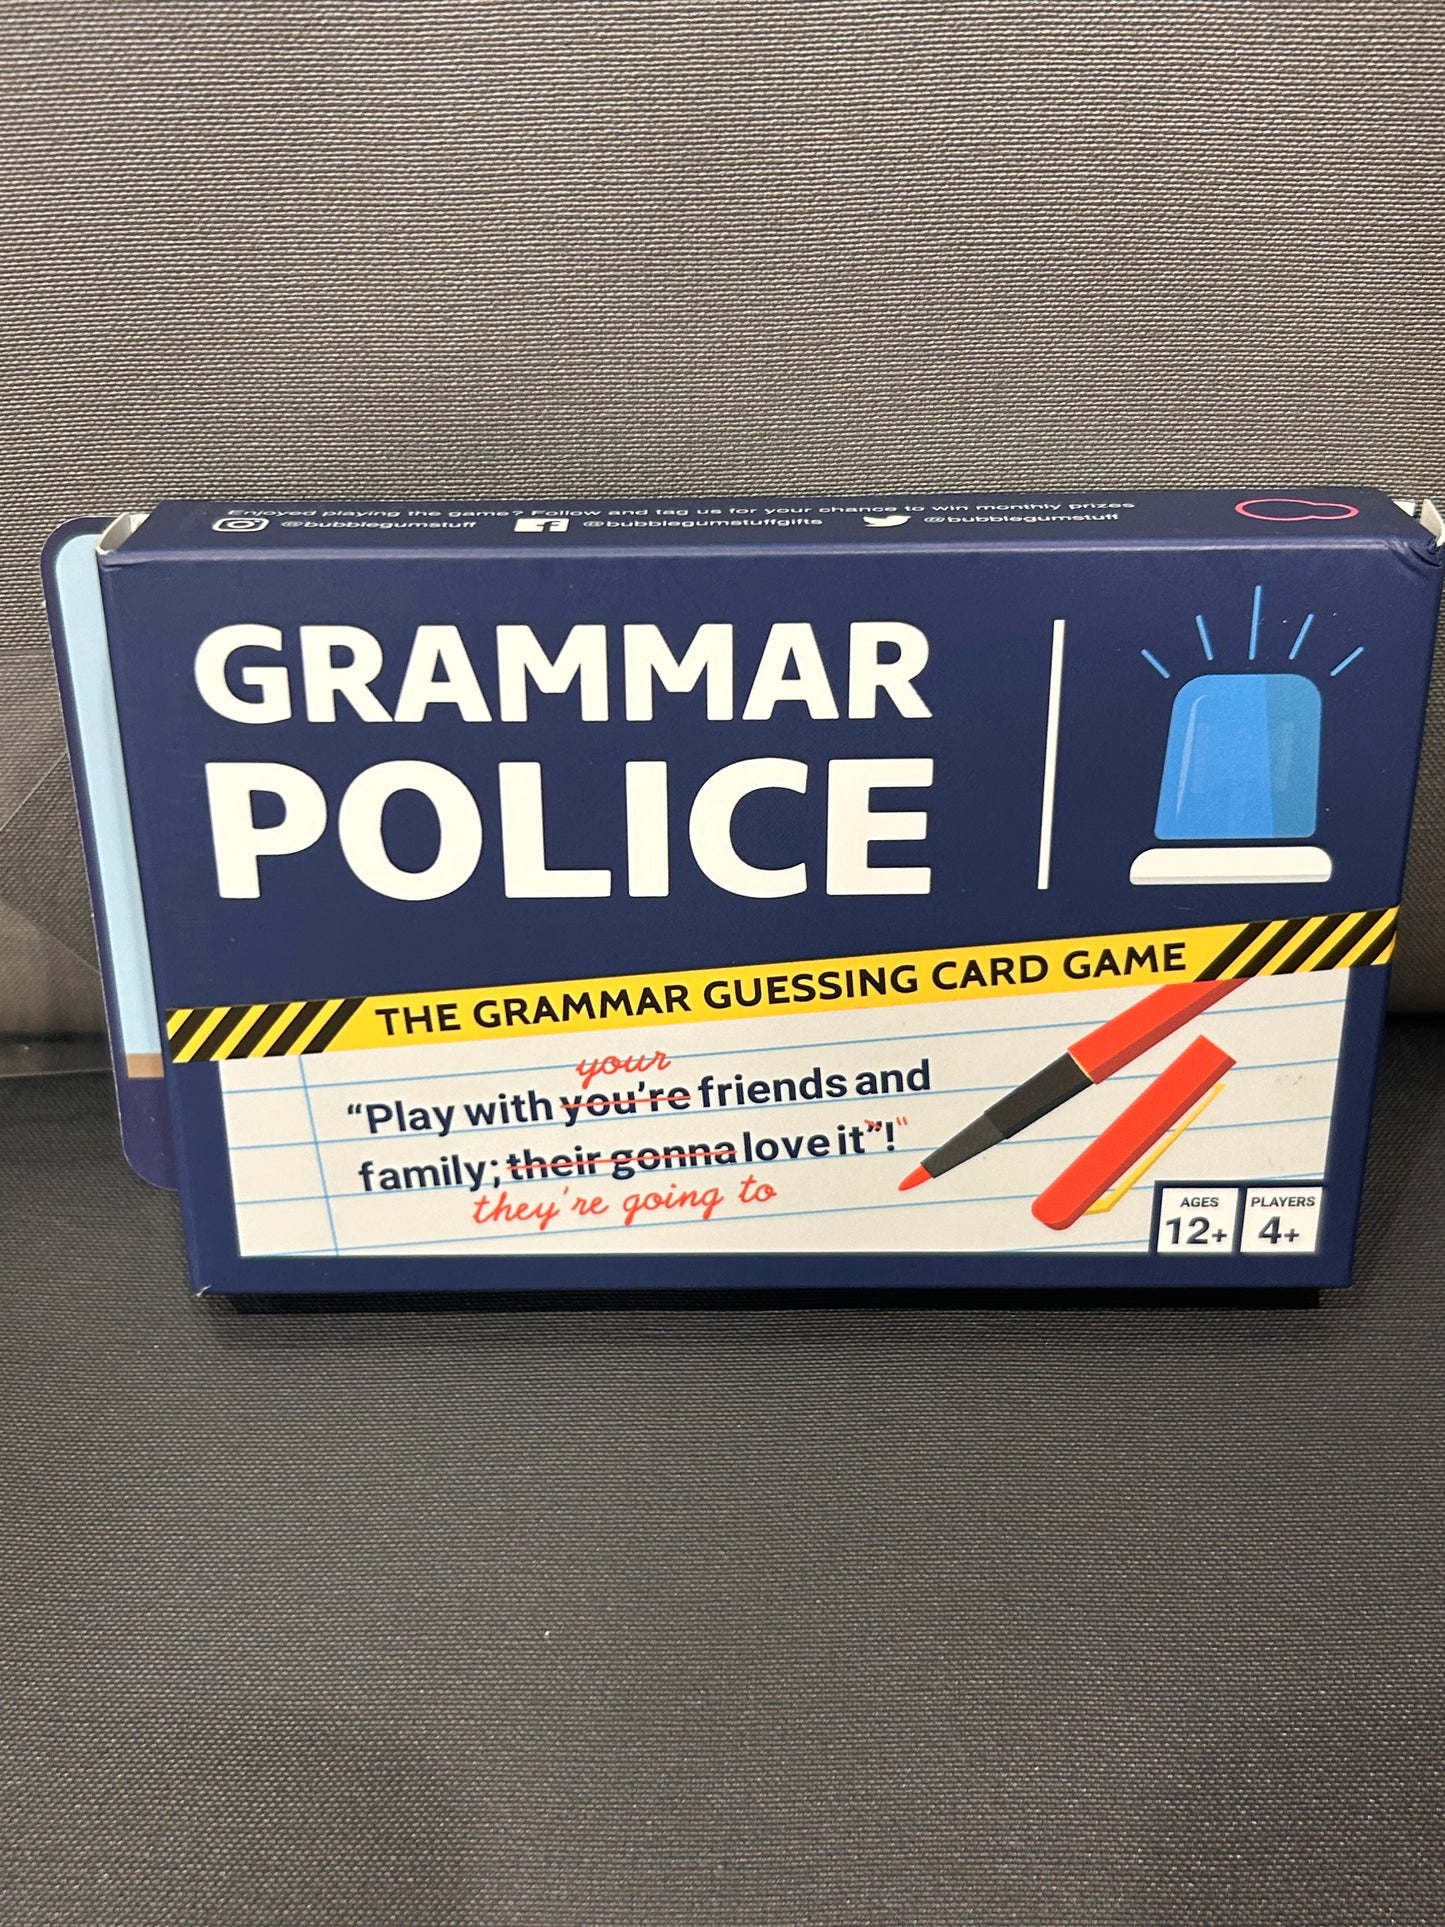 Enjoyed playing the game? Follow and tag us for your chance to win monthly prizes
@bubblegumstuff @bubblegumstuffgifts @bubblegumstuff
GRAMMAR
POLICE
THE GRAMMAR GUESSING CARD GAME
your
“Play with you’re friends and
family; their gonna love it”!"
they're going to
AGES PLAYERS
12+ 4+